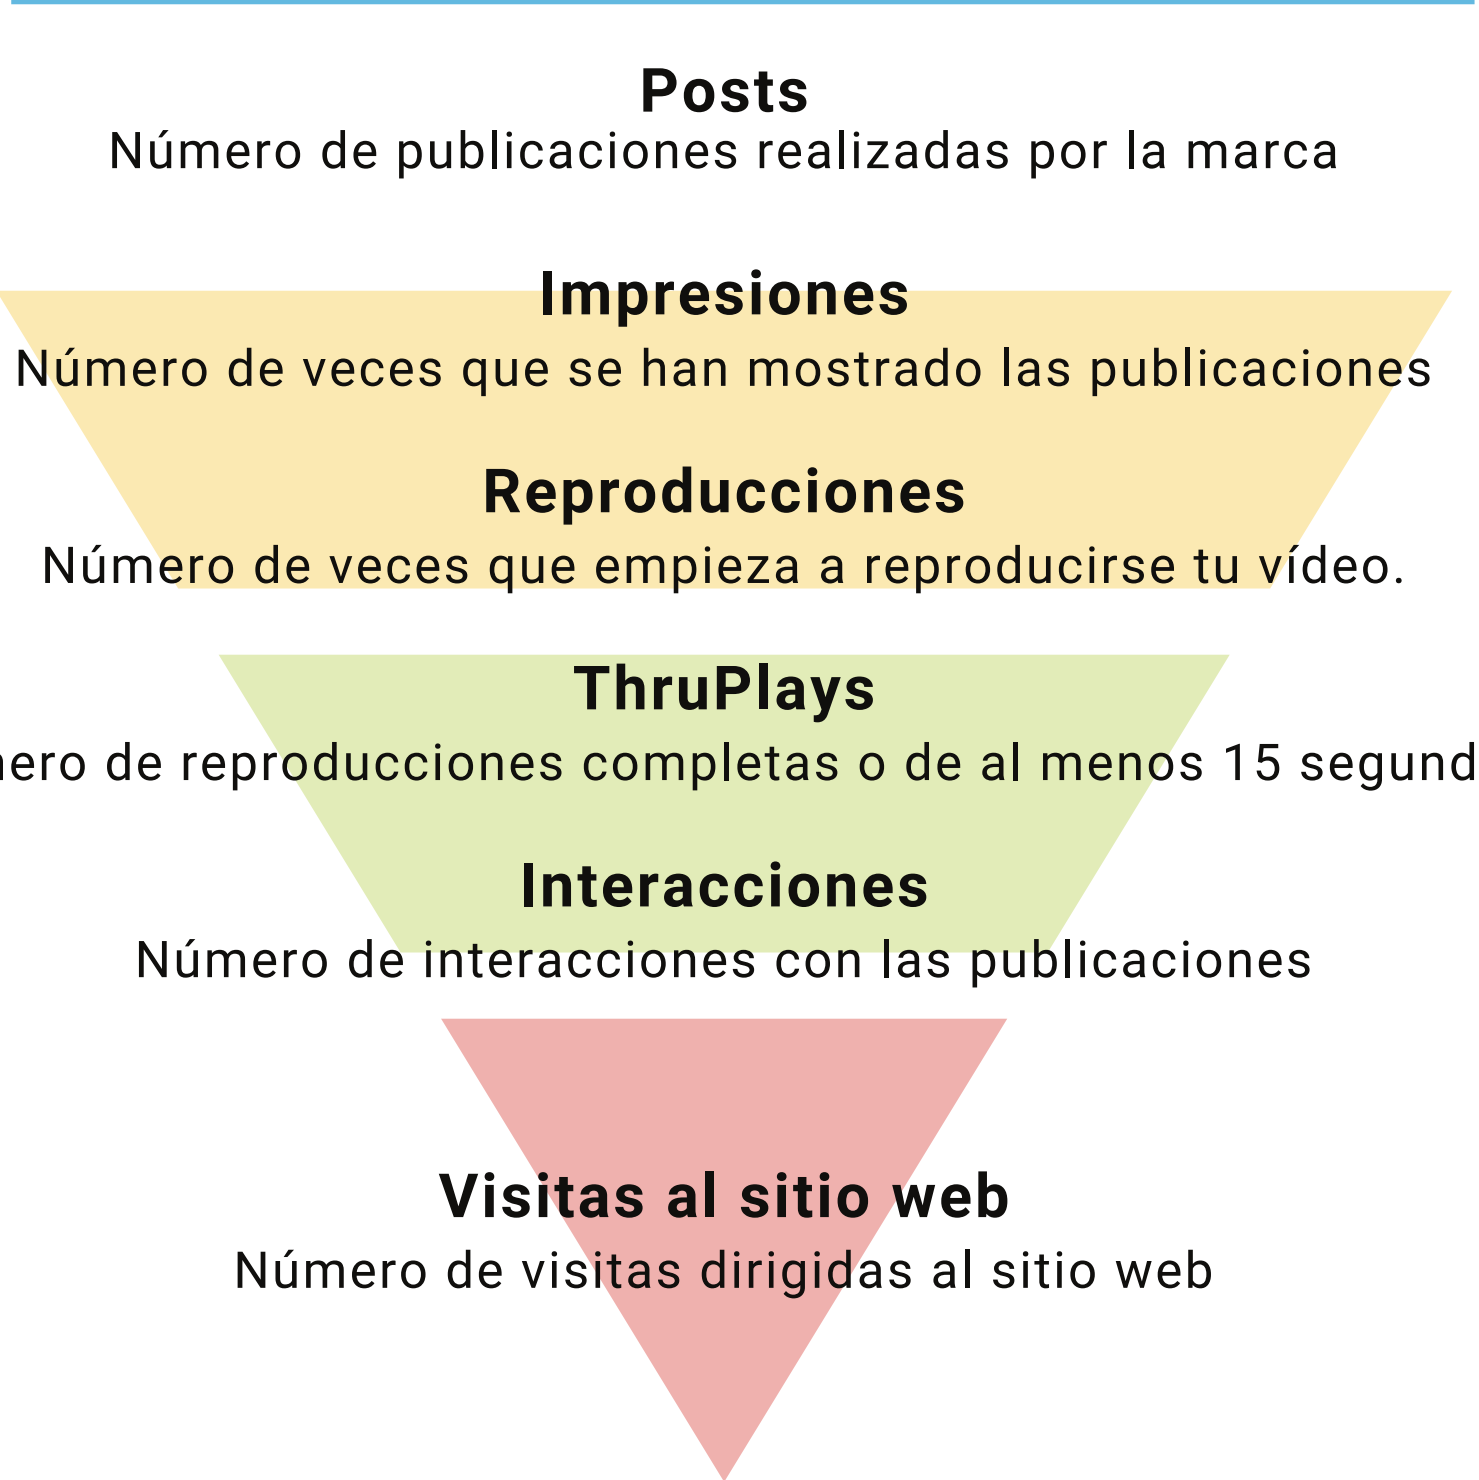 Posts
Número de publicaciones realizadas por la marca
Impresiones
Número de veces que se han mostrado las publicaciones
Reproducciones
Número de veces que empieza a reproducirse tu vídeo.
ThruPlays
de reproducciones completas o de al menos 15
Interacciones
Número de interacciones con las publicaciones
Visitas al sitio web
Número de visitas dirigidas al sitio web